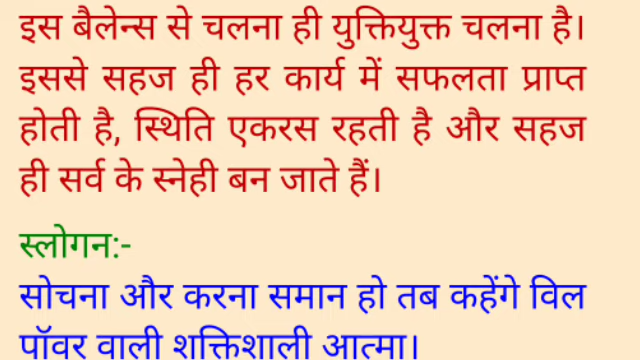 इस बैलेन्स से चलना ही युक्तियुक्त चलना है।
इससे सहज ही हर कार्य में सफलता प्राप्त
होती है, स्थिति एकरस रहती है और सहज
ही सर्व के स्नेही बन जाते हैं।
स्लोगन:-
सोचना और करना समान हो तब कहेंगे विल
पॉवर वाली शक्तिशाली आत्मा।